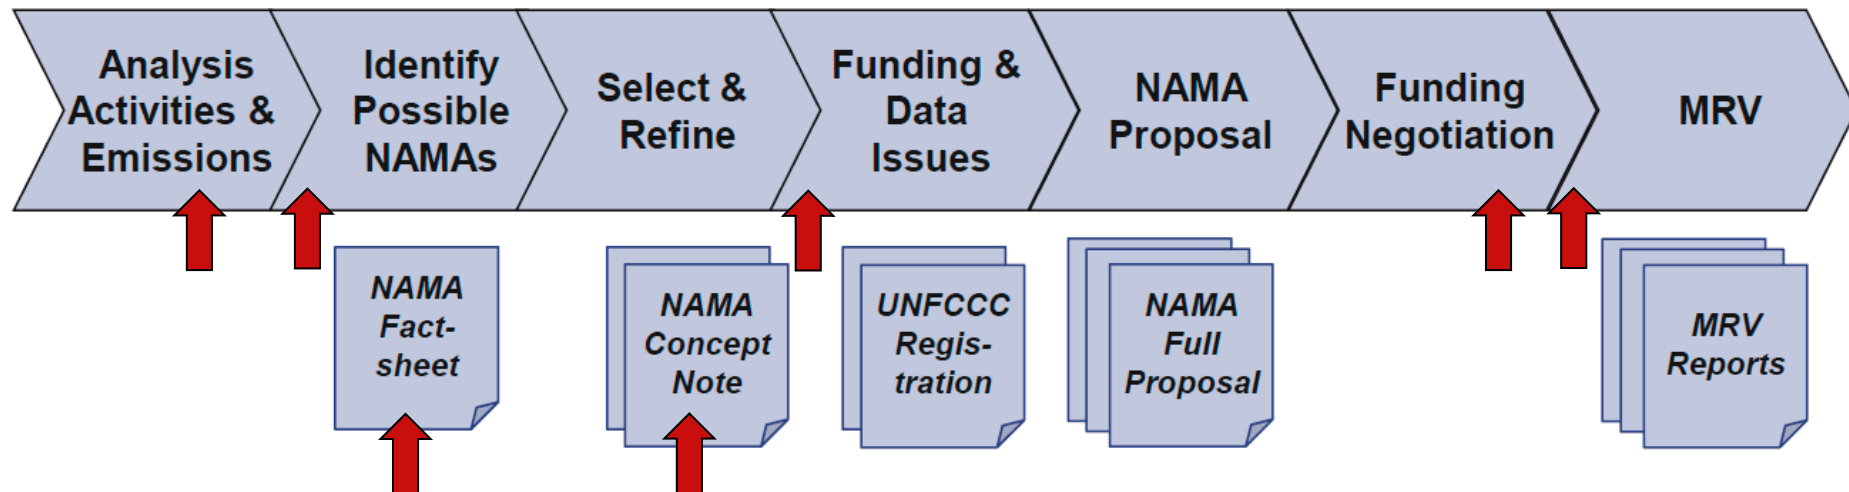 Analysis
Activities &
Emissions
Identify
Possible
NAMAs
Select &
Refine
Funding &
Data
Issues
NAMA
Proposal
Funding
Negotiation
MRV
NAMA
Fact-
sheet
NAMA
Concept
Note
UNFCCC
Regis-
tration
NAMA
Full
Proposal
MRV
Reports